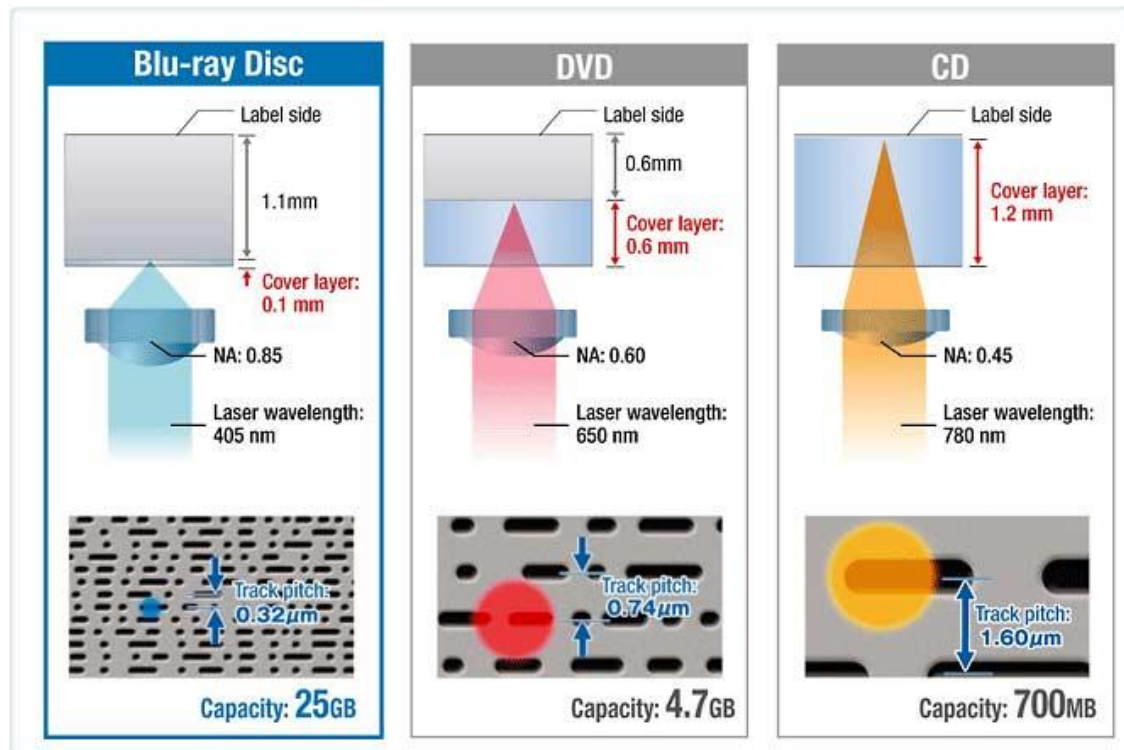 Blu-ray Disc
Label side
1.1mm
Cover layer:
0.1 mm
NA: 0.85
Laser wavelength:
405 nm
Track pitch:
0.32μm
Capacity: 25GB
DVD
Label side
0.6mm
Cover layer:
0.6 mm
NA: 0.60
Laser wavelength:
650 nm
Track pitch:
0.74μm
Capacity: 4.7GB
CD
Label side
Cover layer:
1.2 mm
NA: 0.45
Laser wavelength:
780 nm
Track pitch:
1.60μm
Capacity: 700MB